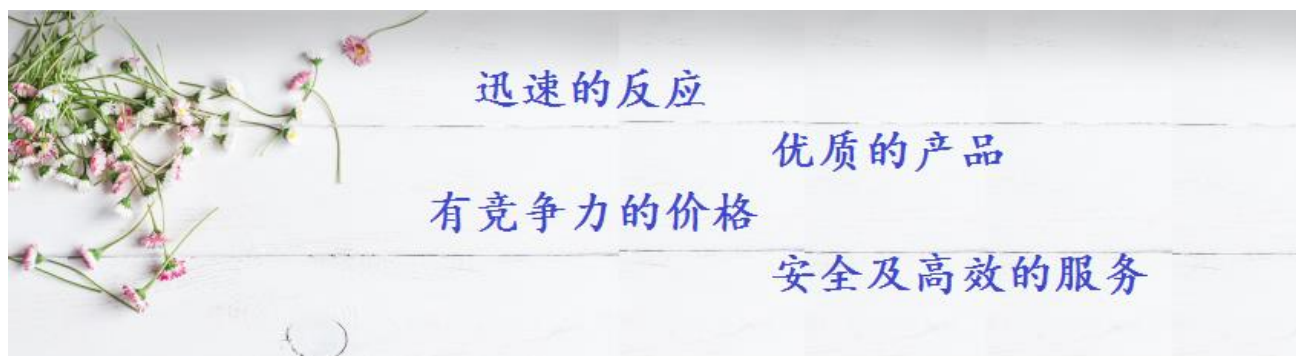 迅速的反应
优质的产品
有竞争力的价格
安全及高效的服务